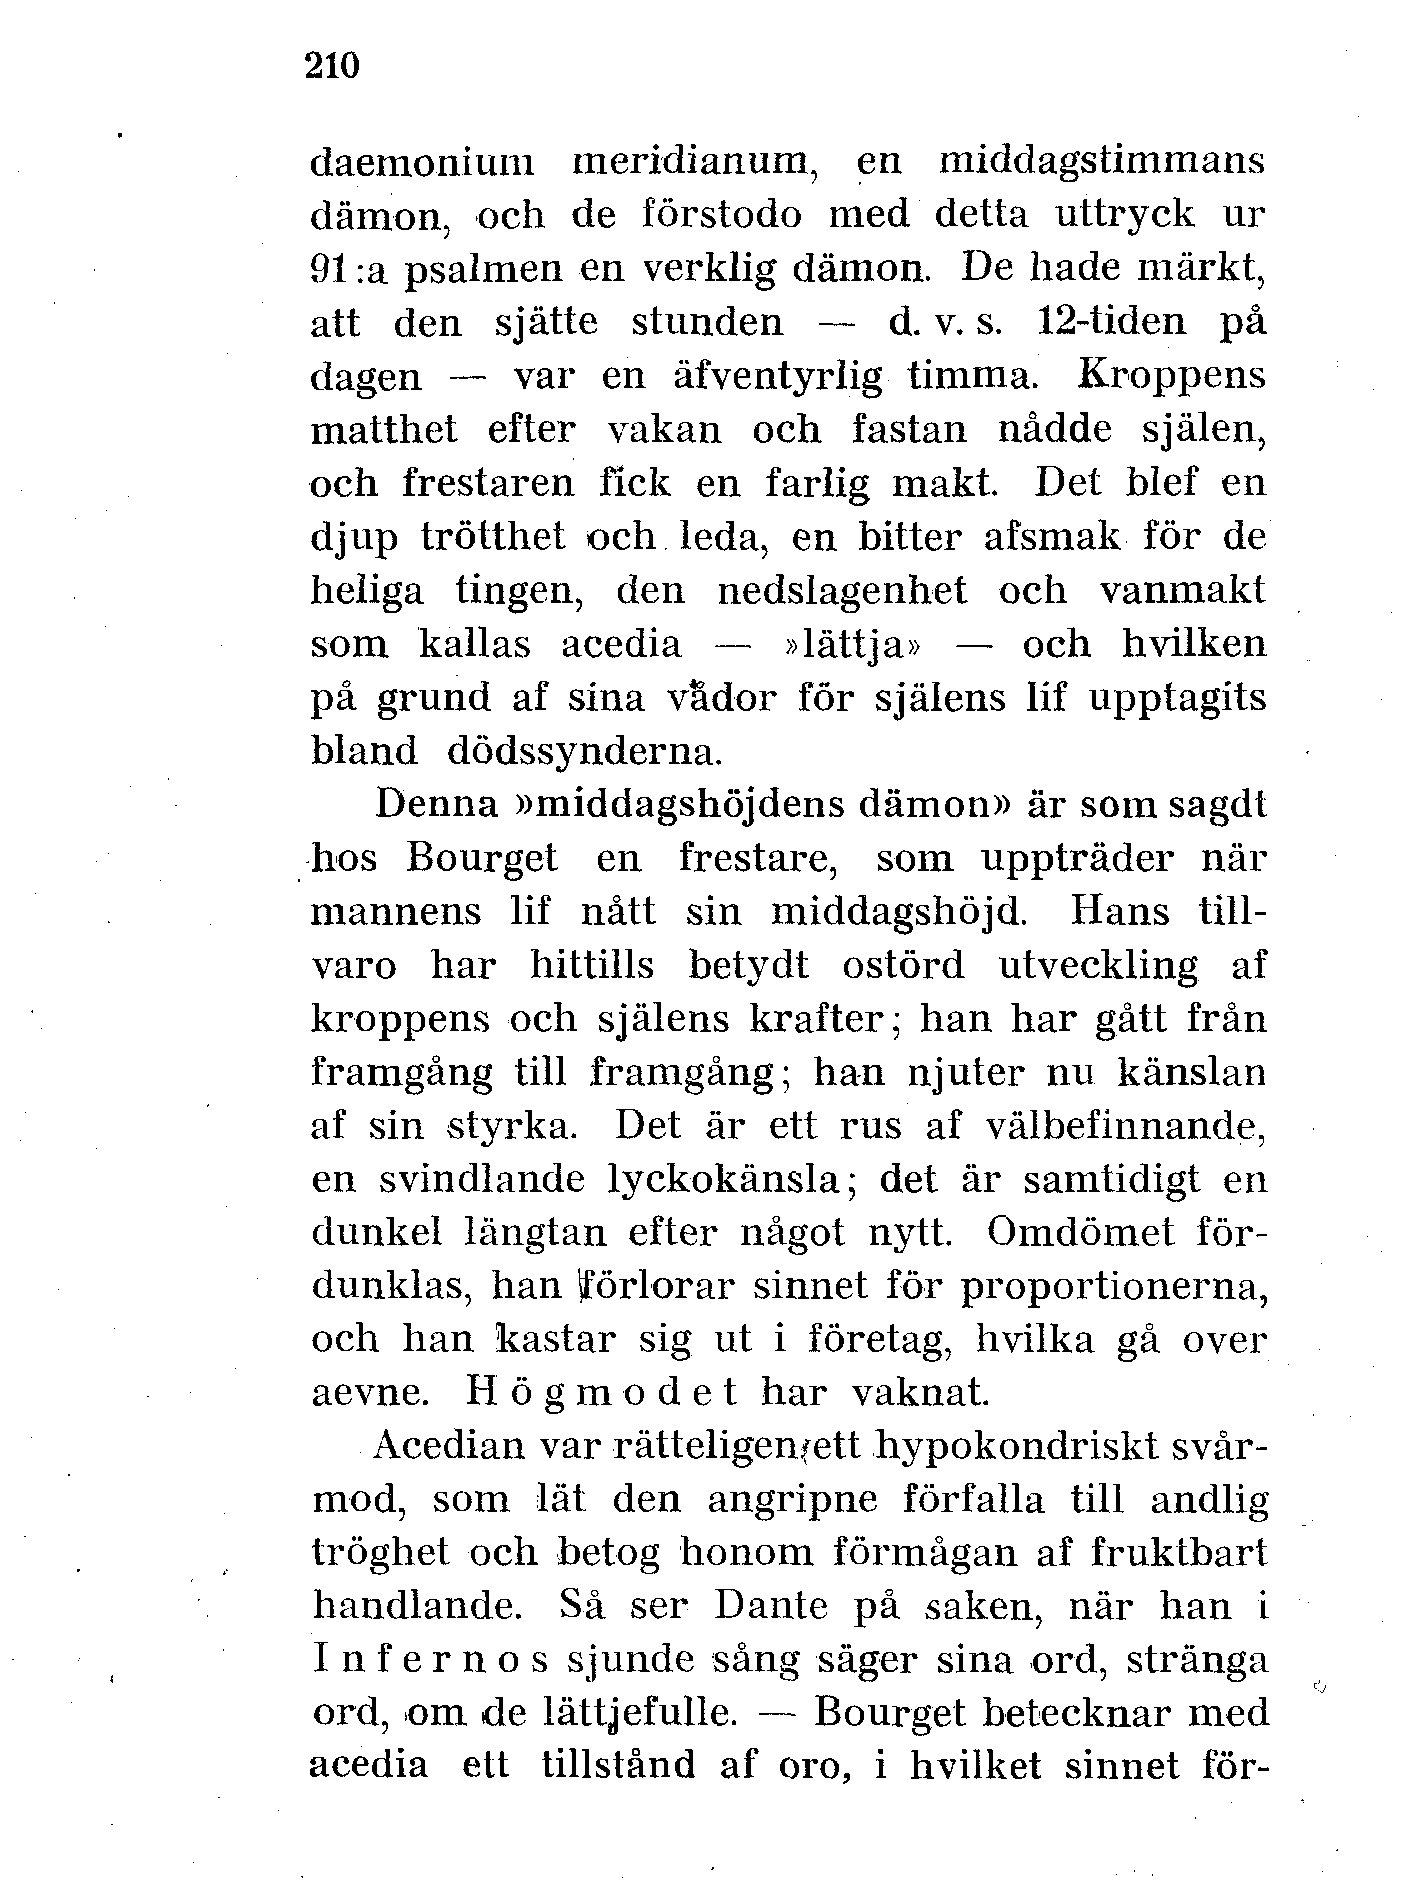 210
daemonium meridianum, en middagstimmans
dämon, och de förstodo med detta uttryck ur
91:a psalmen en verklig dämon. De hade märkt,
att den sjätte stunden — d. v. s. 12-tiden på
dagen — var en äfventyrlig timma. Kroppens
matthet efter vakan och fastan nådde själen,
och frestaren fick en farlig makt. Det blef en
djup trötthet och leda, en bitter afsmak för de
heliga tingen, den nedslagenhet och vanmakt
som kallas acedia — »lättja» — och hvilken
på grund af sina vådor för själens lif upptagits
bland dödssynderna.
Denna »middagshöjdens dämon» är som sagdt
hos Bourget en frestare, som uppträder när
mannens lif nått sin middagshöjd. Hans till-
varo har hittills betydt ostörd utveckling af
kroppens och själens krafter; han har gått från
framgång till framgång; han njuter nu känslan
af sin styrka. Det är ett rus af välbefinnande,
en svindlande lyckokänsla; det är samtidigt en
dunkel längtan efter något nytt. Omdömet för-
dunklas, han förlorar sinnet för proportionerna,
och han kastar sig ut i företag, hvilka gå over
aevne. Högmodet har vaknat.
Acedian var rätteligen ett hypokondriskt svår-
mod, som lät den angripne förfalla till andlig
tröghet och betog honom förmågan af fruktbart
handlande. Så ser Dante på saken, när han i
Infernos sjunde sång säger sina ord, stränga
ord, om de lättjefulle. — Bourget betecknar med
acedia ett tillstånd af oro, i hvilket sinnet för-